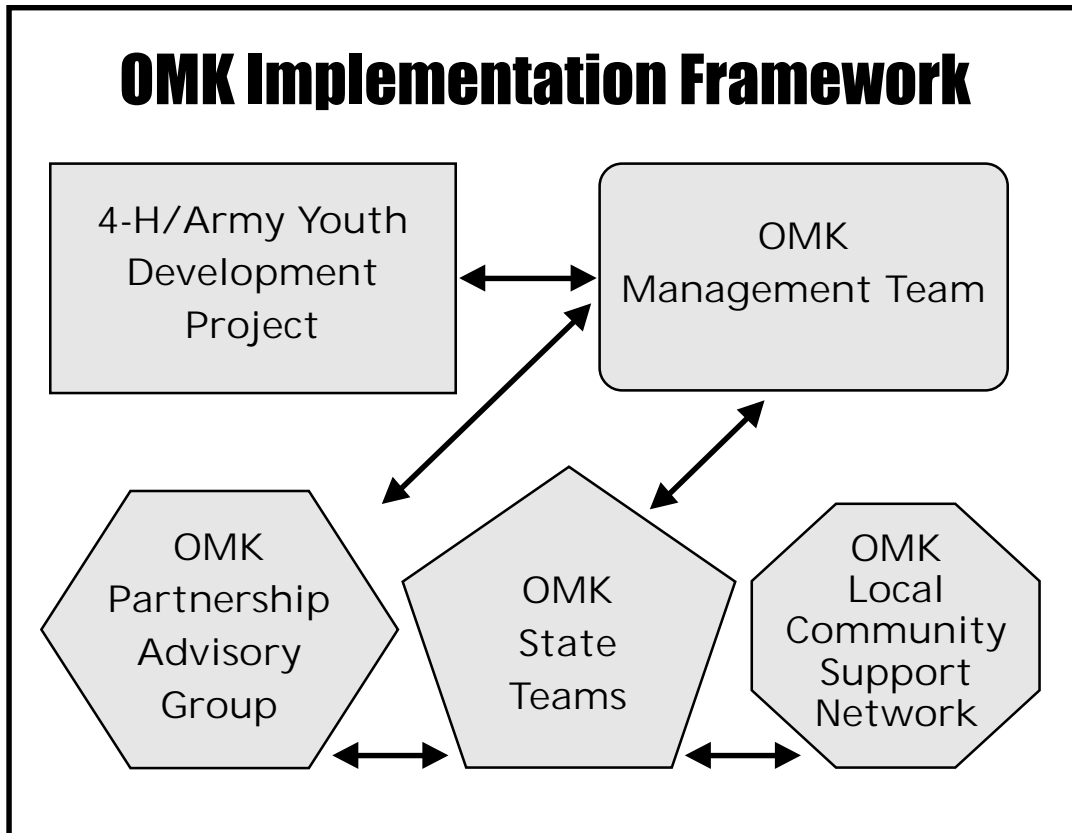 OMK Implementation Framework
4-H/Army Youth
Development
Project
OMK
Management Team
OMK
Partnership
Advisory
Group
OMK
State
Teams
OMK
Local
Community
Support
Network